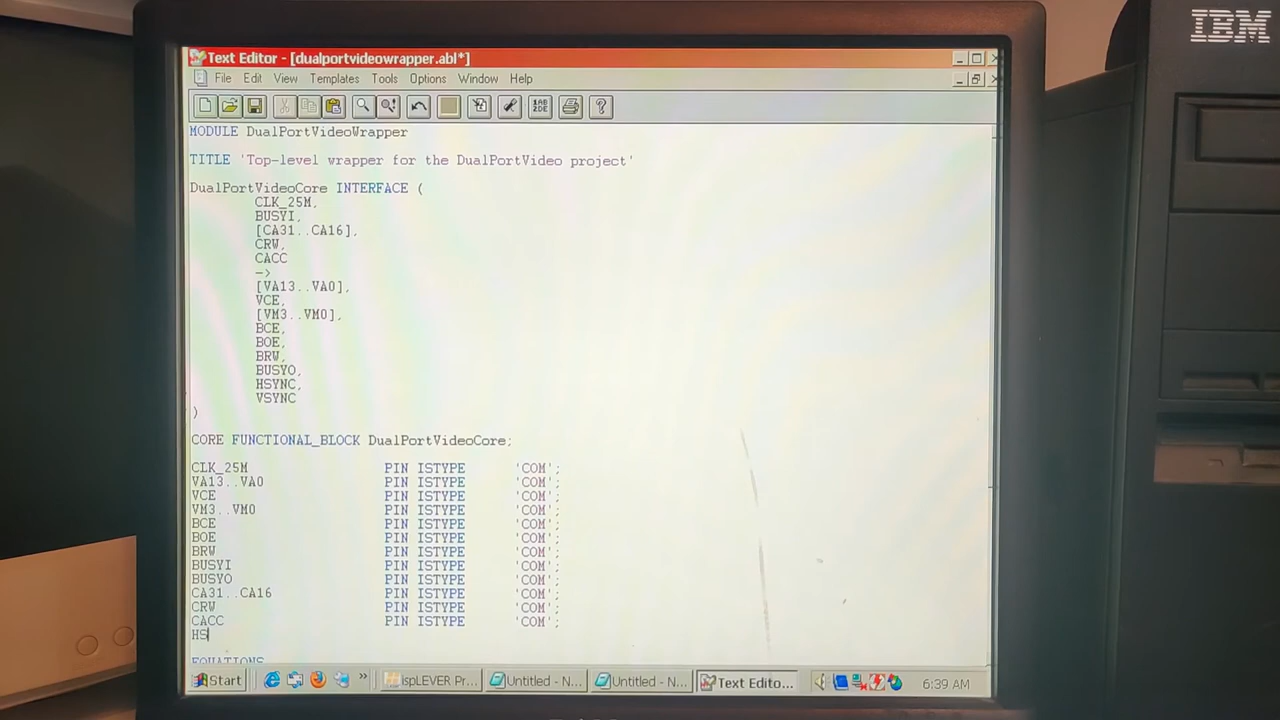 IBM
Text Editor - [dualportvideowrapper.abl*]
File Edit View Templates Tools Options Window Help
MODULE DualPortVideoWrapper
TITLE 'Top-level wrapper for the DualPortVideo project'
DualPortVideoCore INTERFACE (
CLK_25M,
BUSYI,
[CA31..CA16],
CRW,
CACC
->
[VA13..VA0],
VCE,
[VM3..VM0],
BCE,
BOE,
BRW,
BUSYO,
HSYNC,
VSYNC
)
CORE FUNCTIONAL_BLOCK DualPortVideoCore;
CLK_25M PIN ISTYPE 'COM';
VA13..VA0 PIN ISTYPE 'COM';
VCE PIN ISTYPE 'COM';
VM3..VM0 PIN ISTYPE 'COM';
BCE PIN ISTYPE 'COM';
BOE PIN ISTYPE 'COM';
BRW PIN ISTYPE 'COM';
BUSYI PIN ISTYPE 'COM';
BUSYO PIN ISTYPE 'COM';
CA31..CA16 PIN ISTYPE 'COM';
CRW PIN ISTYPE 'COM';
CACC PIN ISTYPE 'COM';
HS
EQUATIONS
Start » ispLEVER Pr... Untitled - N... Untitled - N... Text Edito... 6:39 AM